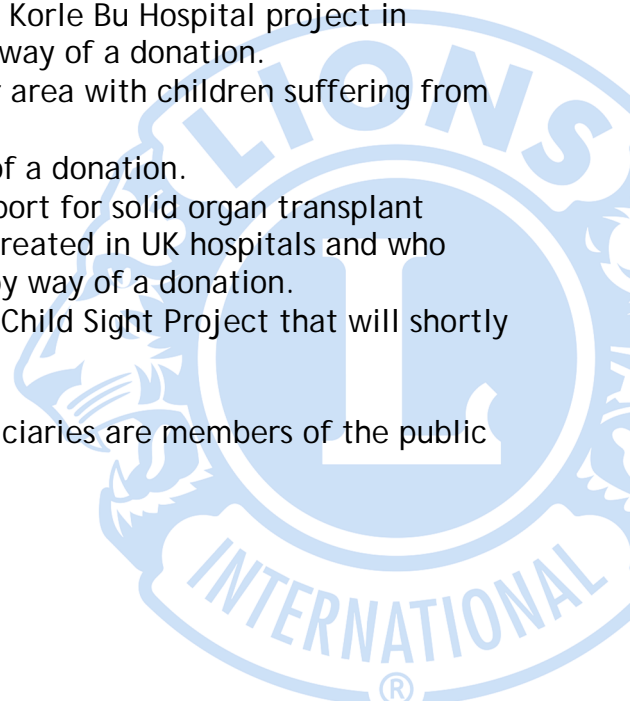 Korle Bu Hospital project in
way of a donation.
area with children suffering from
of a donation.
port for solid organ transplant
reated in UK hospitals and who
by way of a donation.
Child Sight Project that will shortly
ciaries are members of the public
LIONS
L
INTERNATIONAL
®